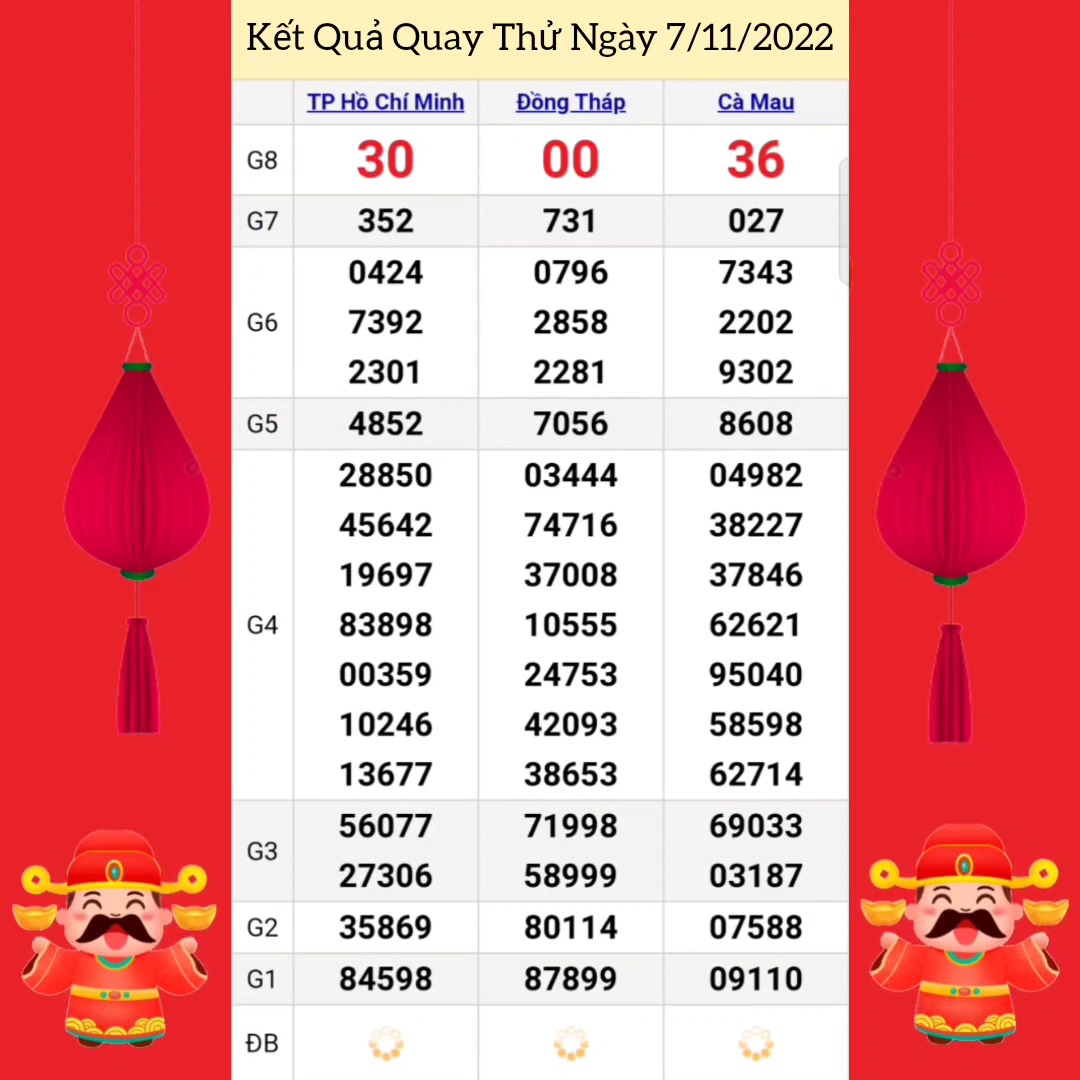 Kết Quả Quay Thử Ngày 7/11/2022
TP Hồ Chí Minh Đồng Tháp Cà Mau
G8 30 00 36
G7 352 731 027
0424 0796 7343
G6 7392 2858 2202
2301 2281 9302
G5 4852 7056 8608
28850 03444 04982
45642 74716 38227
19697 37008 37846
G4 83898 10555 62621
00359 24753 95040
10246 42093 58598
13677 38653 62714
G3
56077 71998 69033
27306 58999 03187
G2 35869 80114 07588
G1 84598 87899 09110
ĐB